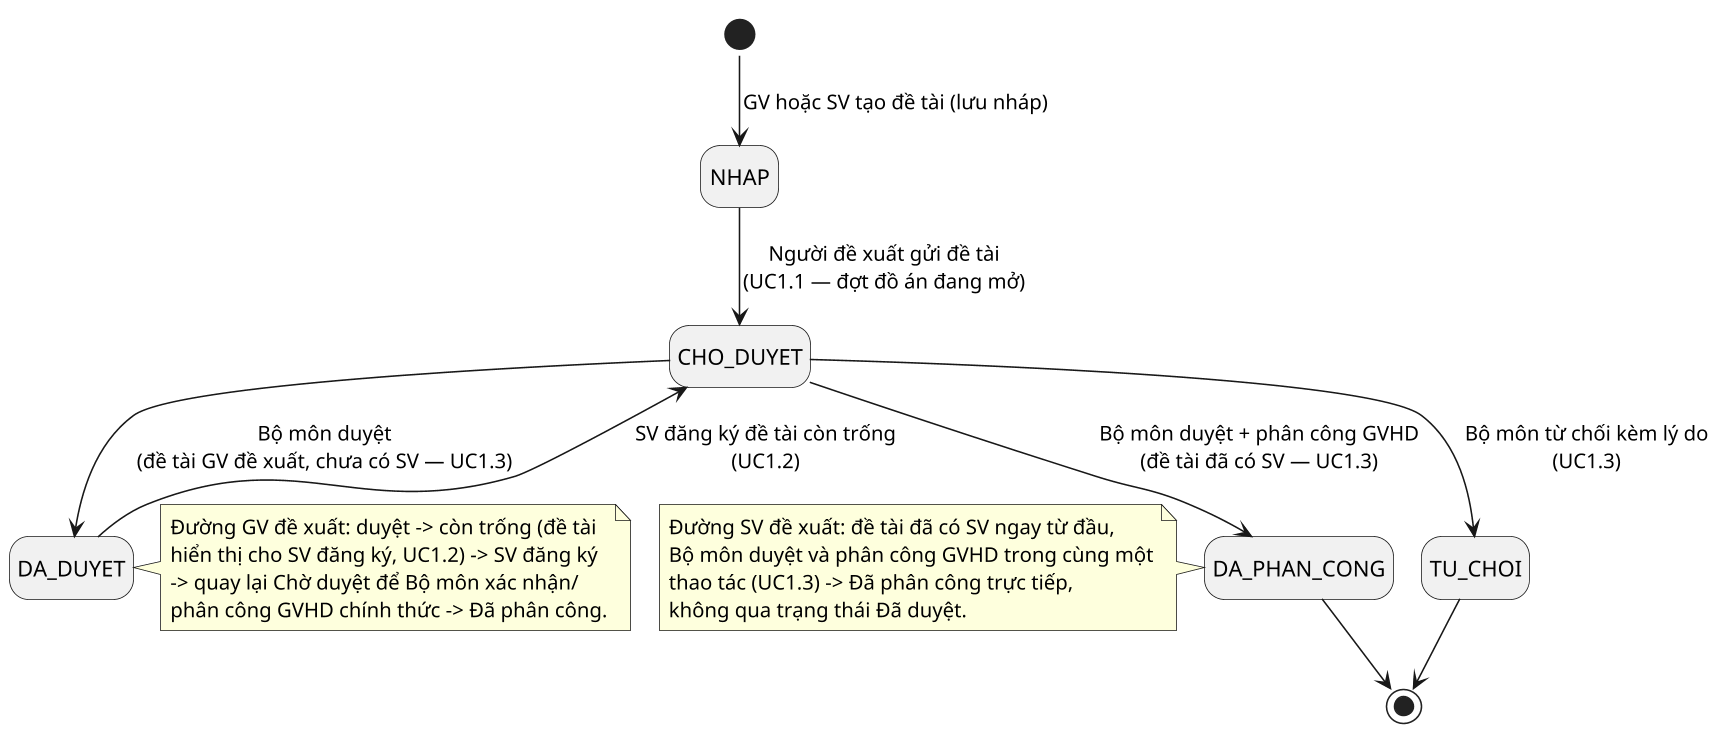 GV hoặc SV tạo đề tài (lưu nháp)
NHAP
Người đề xuất gửi đề tài
(UC1.1 — đợt đồ án đang mở)
CHO_DUYET
Bộ môn duyệt
(đề tài GV đề xuất, chưa có SV — UC1.3)
SV đăng ký đề tài còn trống
(UC1.2)
Bộ môn duyệt + phân công GVHD
(đề tài đã có SV — UC1.3)
Bộ môn từ chối kèm lý do
(UC1.3)
DA_DUYET
Đường GV đề xuất: duyệt -> còn trống (đề tài
hiển thị cho SV đăng ký, UC1.2) -> SV đăng ký
-> quay lại Chờ duyệt để Bộ môn xác nhận/
phân công GVHD chính thức -> Đã phân công.
Đường SV đề xuất: đề tài đã có SV ngay từ đầu,
Bộ môn duyệt và phân công GVHD trong cùng một
thao tác (UC1.3) -> Đã phân công trực tiếp,
không qua trạng thái Đã duyệt.
DA_PHAN_CONG
TU_CHOI